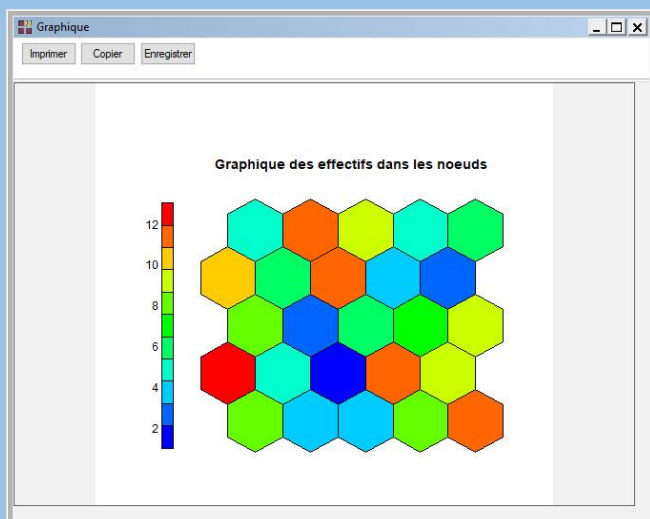 Graphique
Imprimer Copier Enregistrer
Graphique des effectifs dans les noeuds
12
10
8
6
4
2